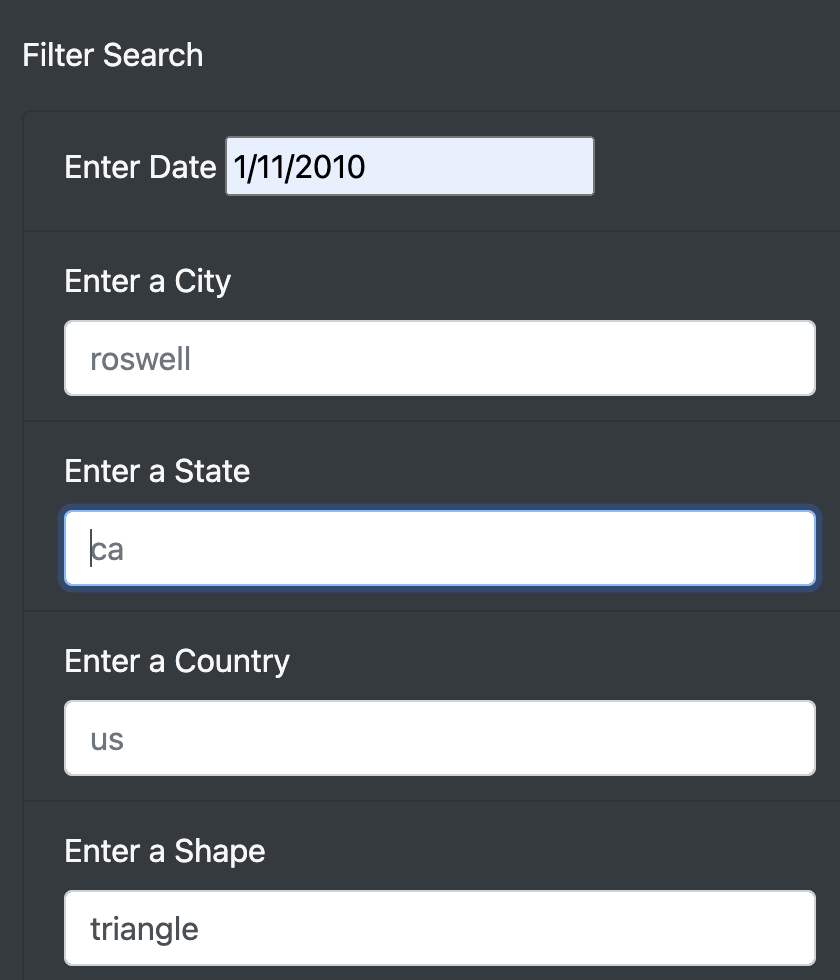 Filter Search
Enter Date 1/11/2010
Enter a City
roswell
Enter a State
ca
Enter a Country
us
Enter a Shape
triangle